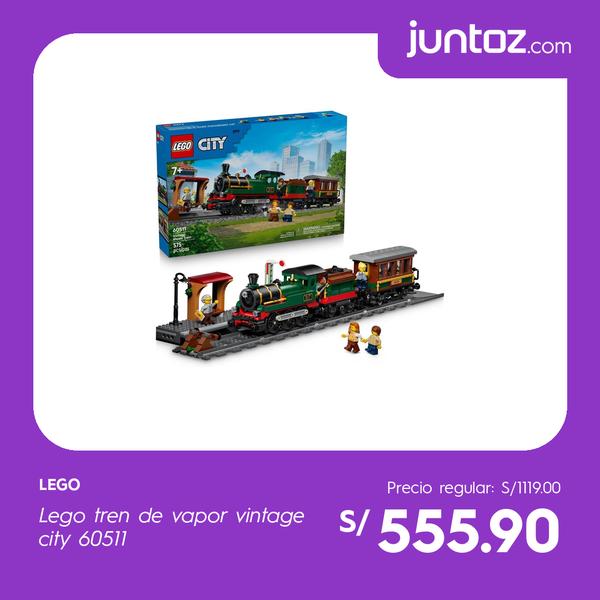 juntoz.com
LEGO CITY
7+
60511
575
LEGO
Precio regular: S/1119.00
Lego tren de vapor vintage
city 60511
S/ 555.90